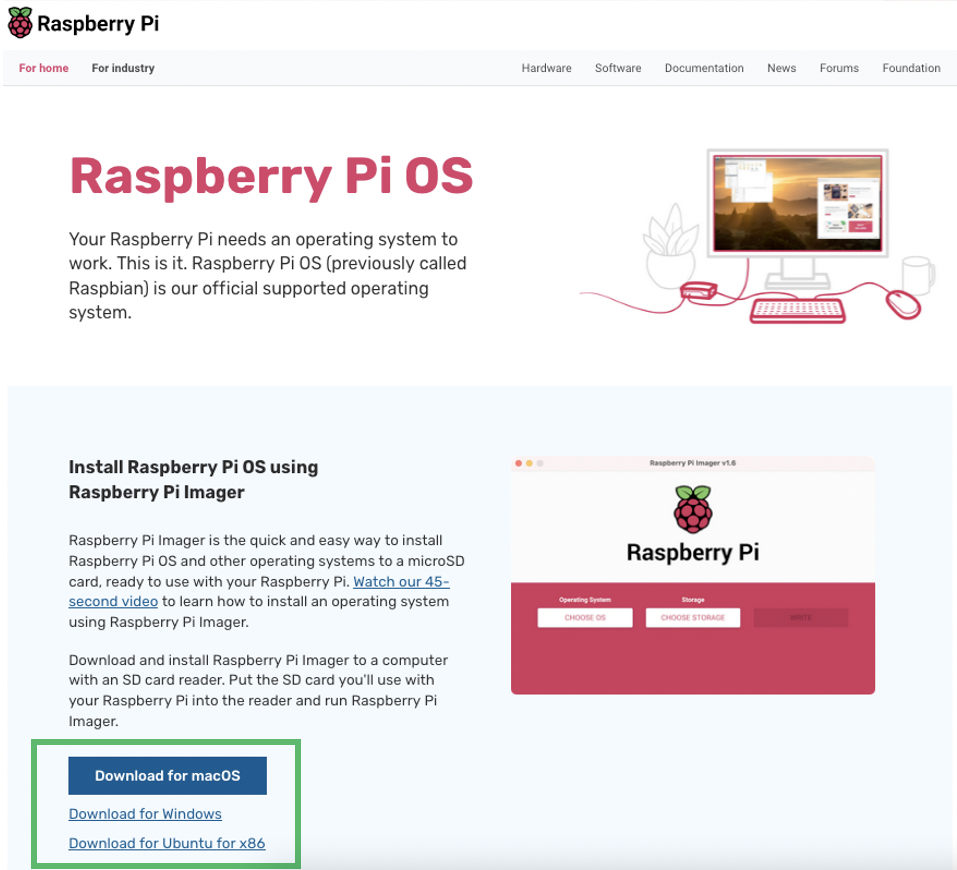 Raspberry Pi
For home
For industry
Hardware
Software
Documentation
News
Forums
Foundation
Raspberry Pi OS
Your Raspberry Pi needs an operating system to
work. This is it. Raspberry Pi OS (previously called
Raspbian) is our official supported operating
system.
Install Raspberry Pi OS using
Raspberry Pi Imager
Raspberry Pi Imager is the quick and easy way to install
Raspberry Pi OS and other operating systems to a microSD
card, ready to use with your Raspberry Pi. Watch our 45-
second video to learn how to install an operating system
using Raspberry Pi Imager.
Download and install Raspberry Pi Imager to a computer
with an SD card reader. Put the SD card you'll use with
your Raspberry Pi into the reader and run Raspberry Pi
Imager.
Download for macOS
Download for Windows
Download for Ubuntu for x86
Raspberry Pi Imager v1.6
Raspberry Pi
Operating System
Storage
CHOOSE OS
CHOOSE STORAGE
WRITE